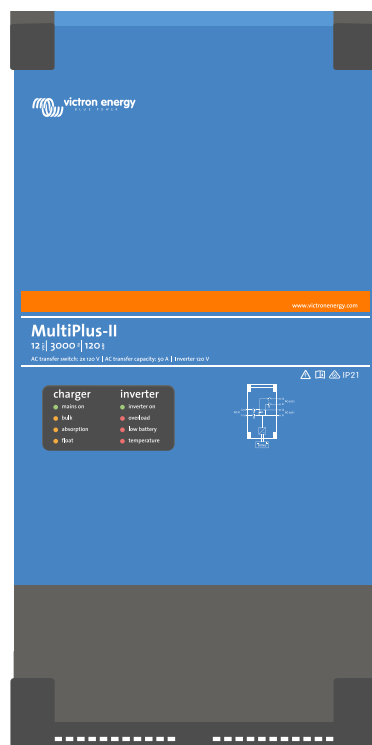 victron energy
BLUE POWER
www.victronenergy.com
MultiPlus-II
12 | 3000 | 120
AC transfer switch: 2x 120 V | AC transfer capacity: 50 A | Inverter 120 V
IP21
charger
mains on
bulk
absorption
float
inverter
inverter on
overload
low battery
temperature